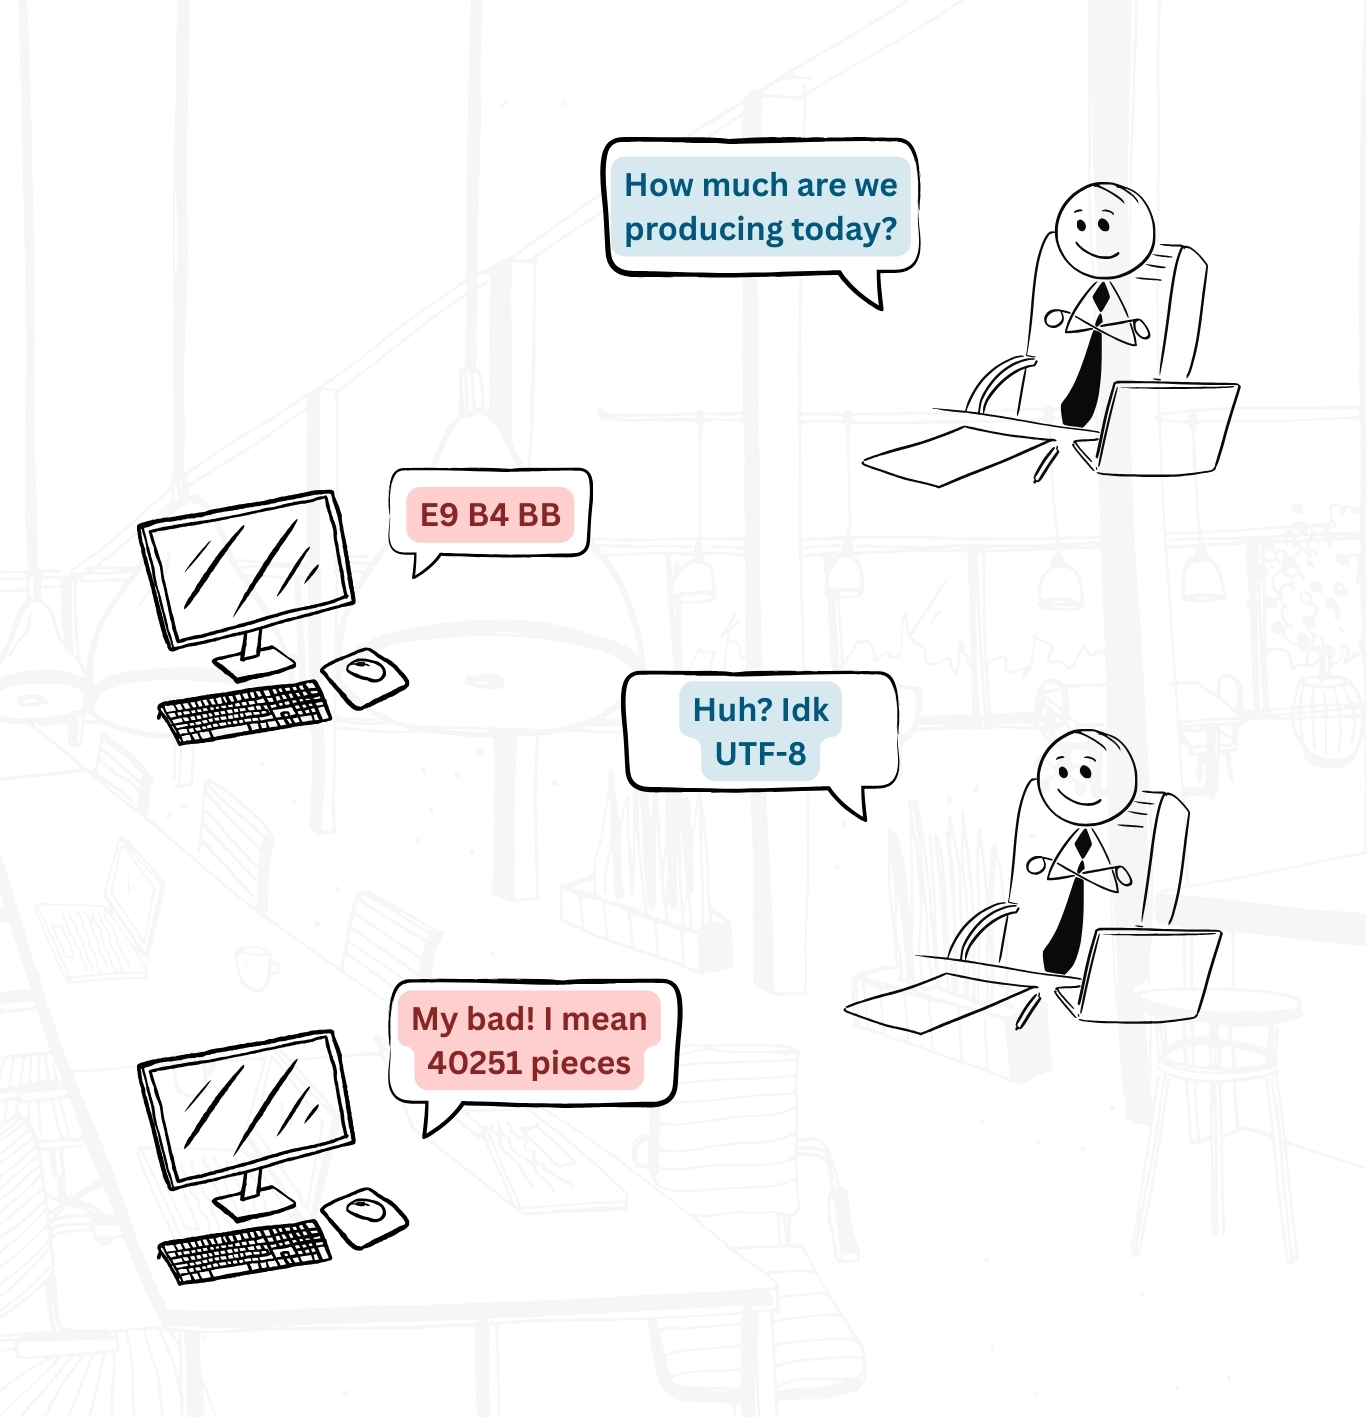 How much are we
producing today?
E9 B4 BB
Huh? Idk
UTF-8
My bad! I mean
40251 pieces